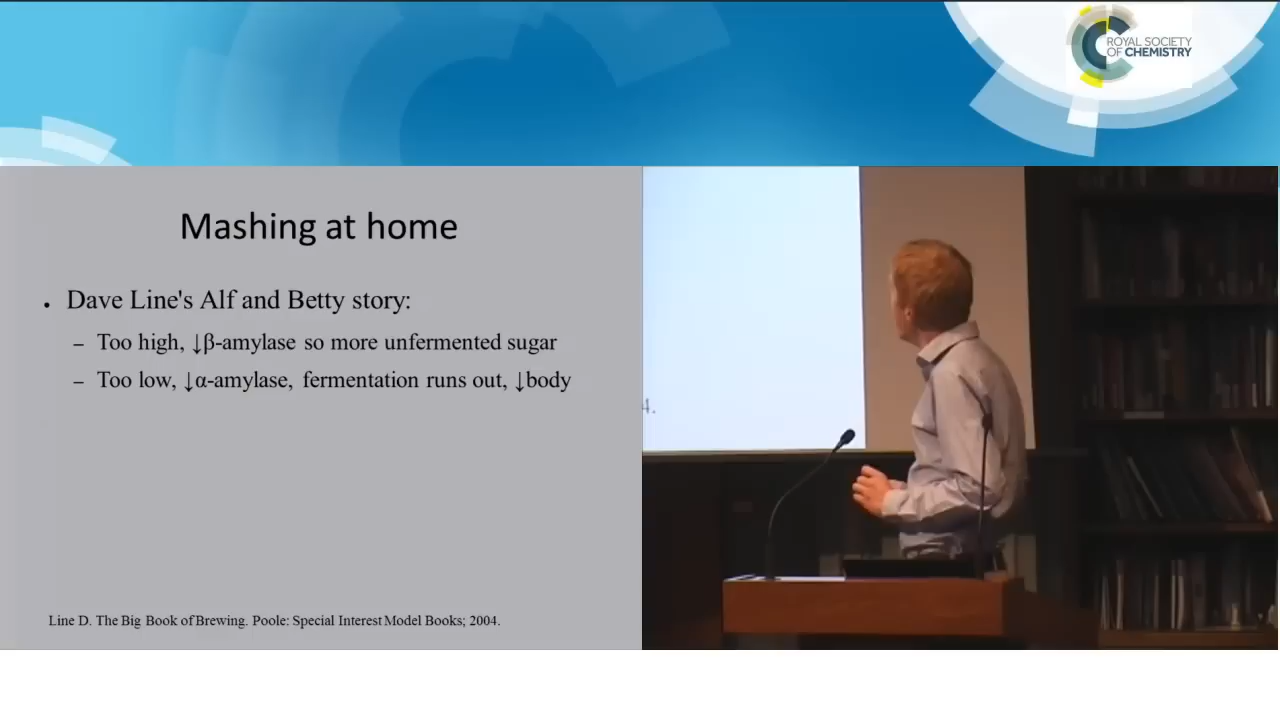 ROYAL SOCIETY
OF CHEMISTRY
Mashing at home
• Dave Line's Alf and Betty story:
– Too high, ↓β-amylase so more unfermented sugar
– Too low, ↓α-amylase, fermentation runs out, ↓body
Line D. The Big Book of Brewing. Poole: Special Interest Model Books; 2004.
4.